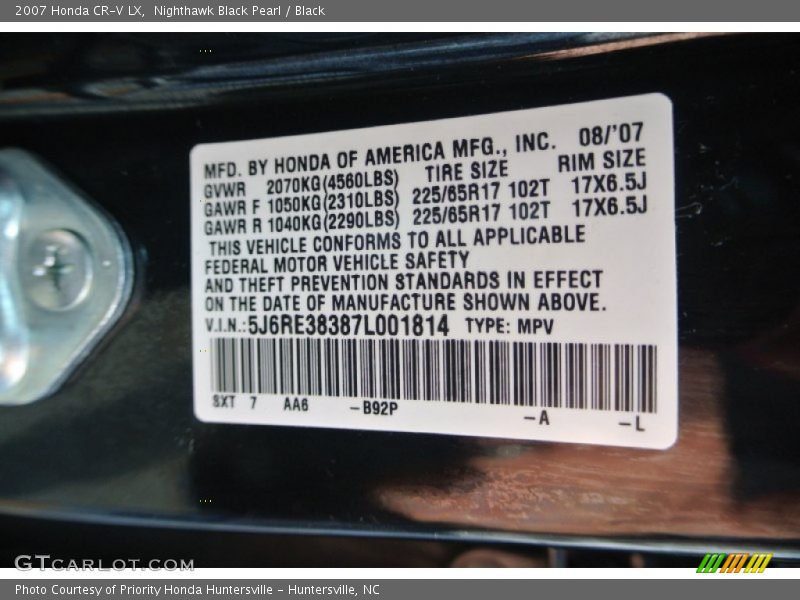 2007 Honda CR-V LX, Nighthawk Black Pearl / Black
MFD. BY HONDA OF AMERICA MFG., INC. 08/'07
GVWR 2070KG(4560LBS) TIRE SIZE RIM SIZE
GAWR F 1050KG(2310LBS) 225/65R17 102T 17X6.5J
GAWR R 1040KG(2290LBS) 225/65R17 102T 17X6.5J
THIS VEHICLE CONFORMS TO ALL APPLICABLE
FEDERAL MOTOR VEHICLE SAFETY
AND THEFT PREVENTION STANDARDS IN EFFECT
ON THE DATE OF MANUFACTURE SHOWN ABOVE.
V.I.N.:5J6RE38387L001814 TYPE: MPV
SXT 7 AA6 -B92P -A -L
GTCARLOT.COM
Photo Courtesy of Priority Honda Huntersville - Huntersville, NC